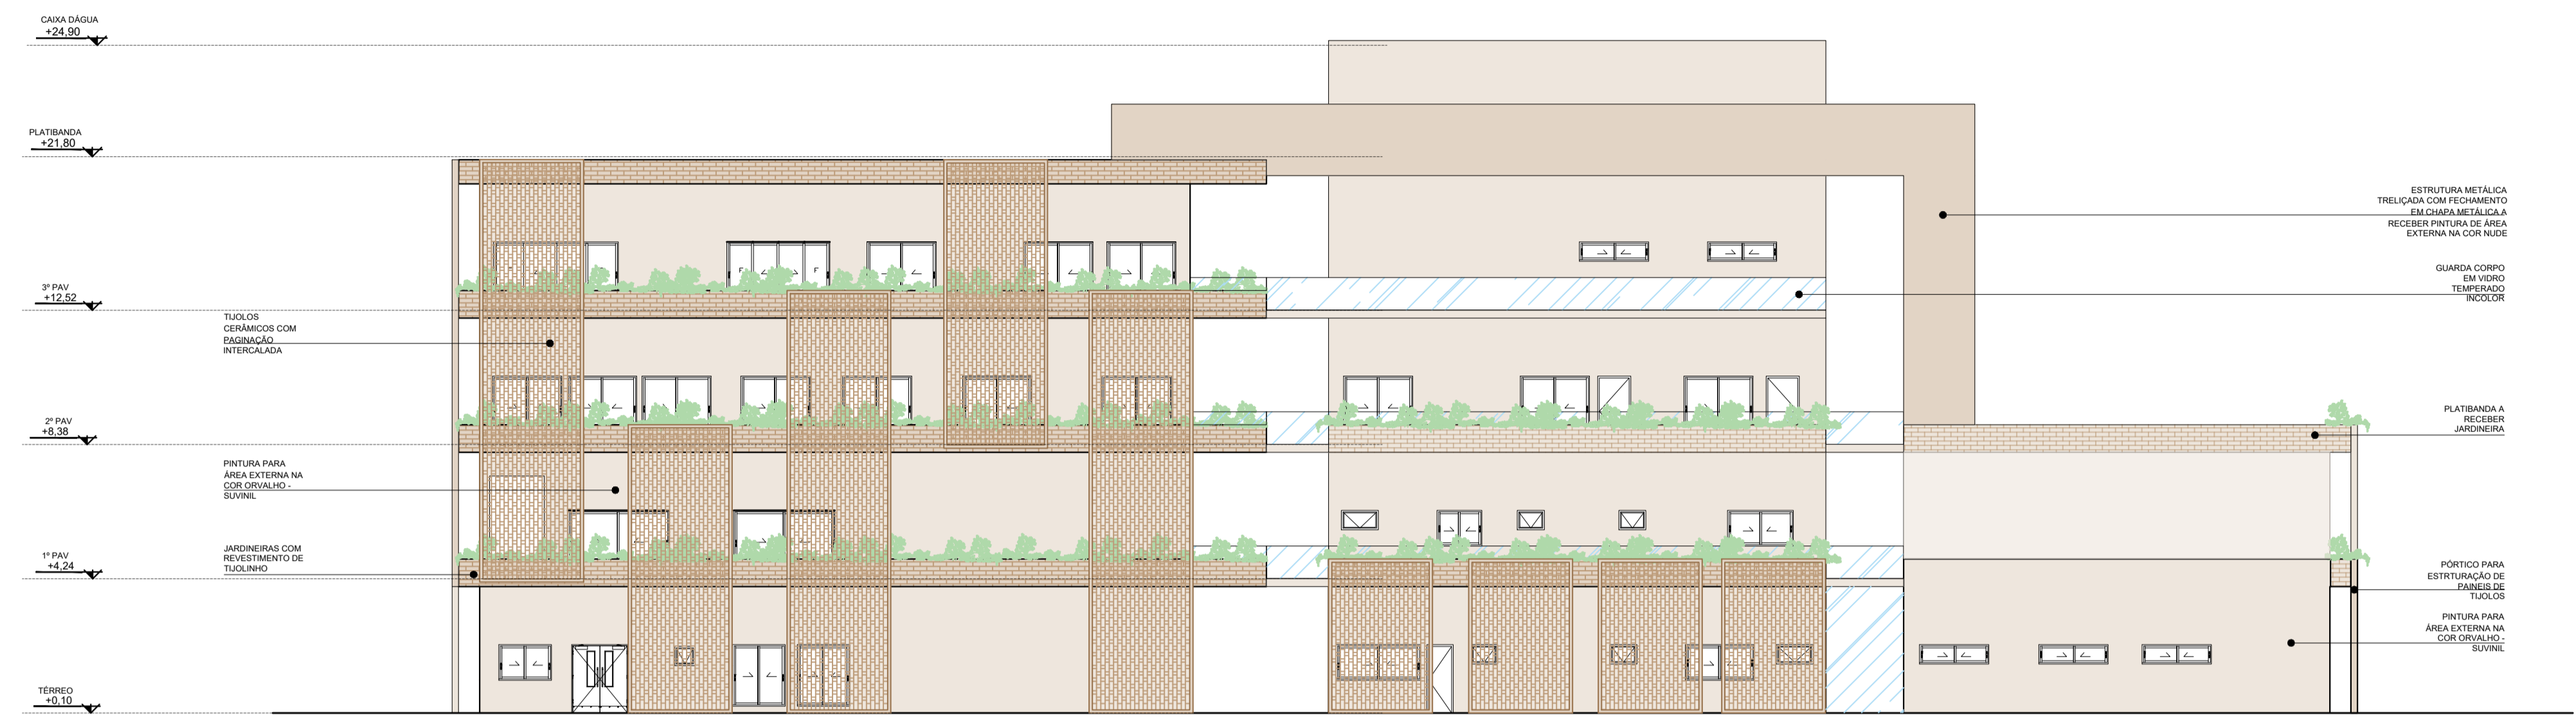 CAIXA DÁGUA
+24,90
PLATIBANDA
+21,80
3º PAV
+12,52
TIJOLOS
CERÂMICOS COM
PAGINAÇÃO
INTERCALADA
2º PAV
+8,38
PINTURA PARA
ÁREA EXTERNA NA
COR ORVALHO -
SUVINIL
1º PAV
+4,24
JARDINEIRAS COM
REVESTIMENTO DE
TIJOLINHO
TÉRREO
+0,10
ESTRUTURA METÁLICA
TRELIÇADA COM FECHAMENTO
EM CHAPA METÁLICA A
RECEBER PINTURA DE ÁREA
EXTERNA NA COR NUDE
GUARDA CORPO
EM VIDRO
TEMPERADO
INCOLOR
PLATIBANDA A
RECEBER
JARDINEIRA
PÓRTICO PARA
ESTRTURAÇÃO DE
PAINEIS DE
TIJOLOS
PINTURA PARA
ÁREA EXTERNA NA
COR ORVALHO -
SUVINIL